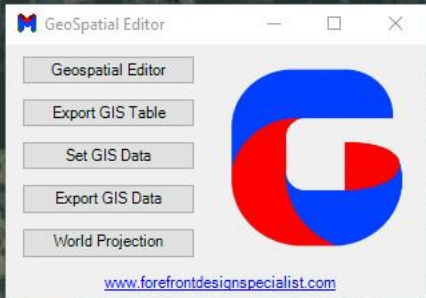 GeoSpatial Editor
Geospatial Editor
Export GIS Table
Set GIS Data
Export GIS Data
World Projection
www.forefrontdesignspecialist.com